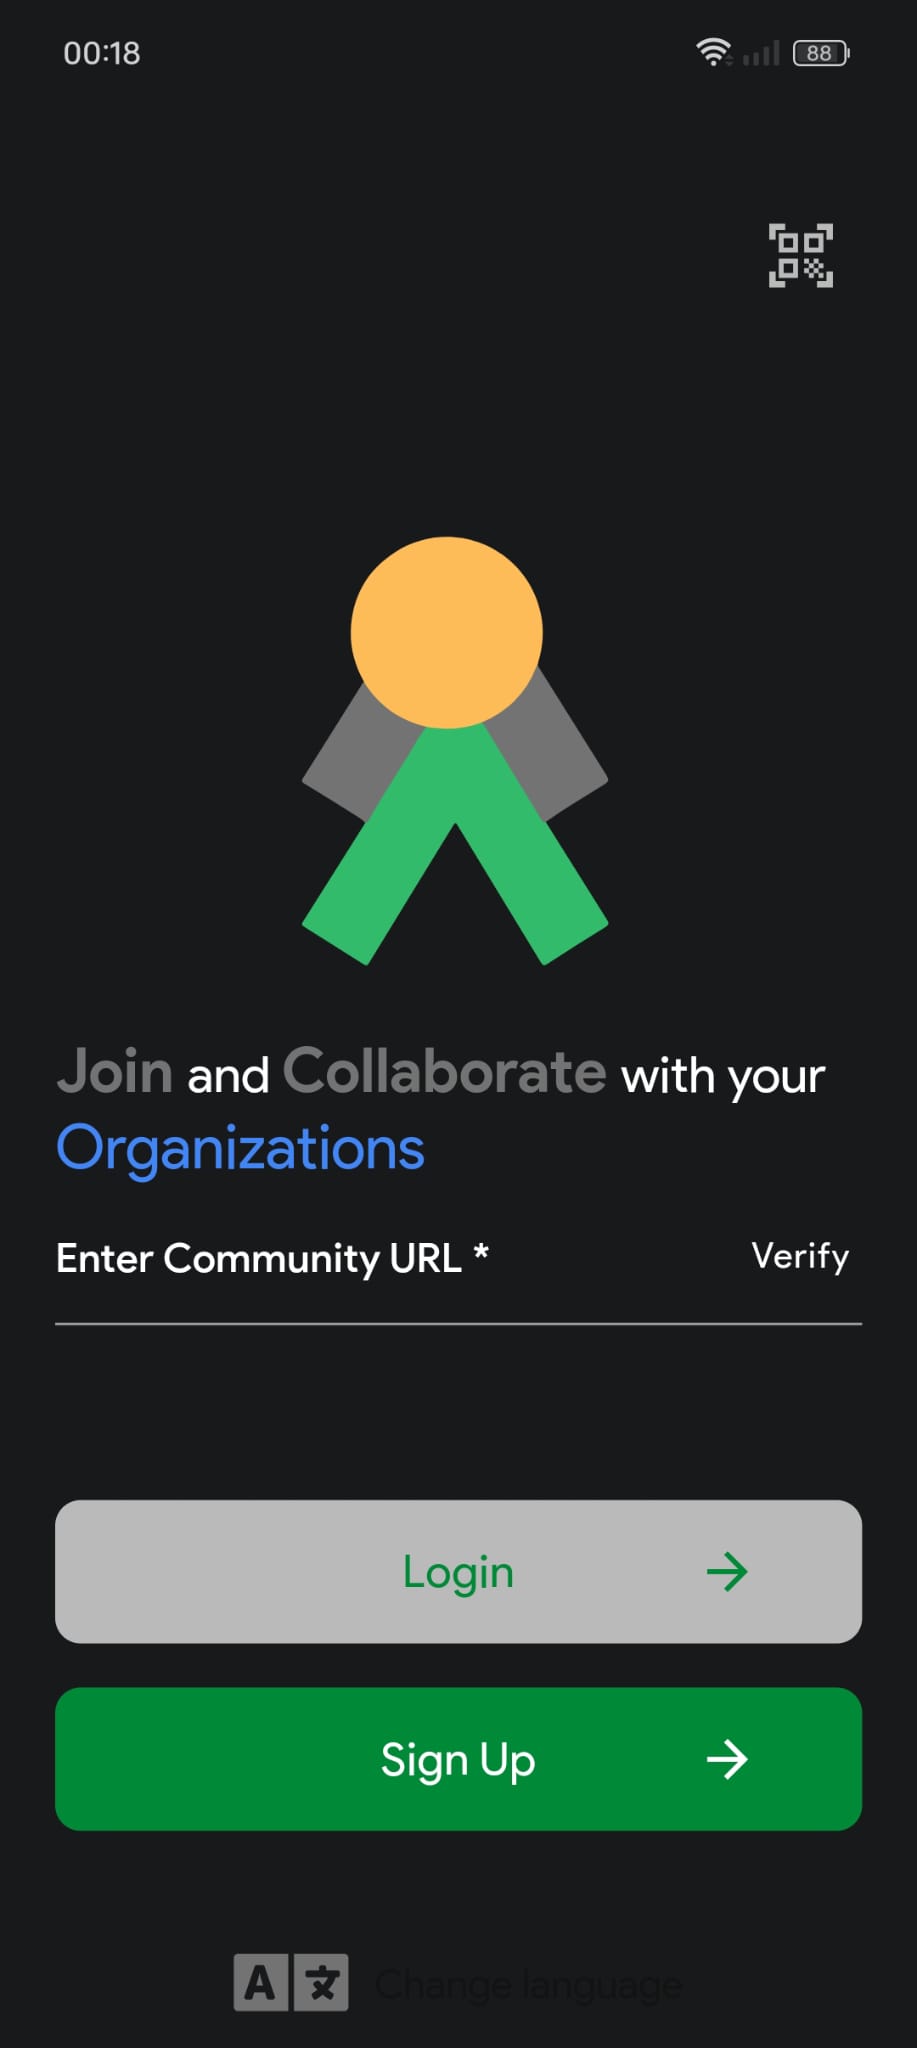 00:18
88
Join and Collaborate with your
Organizations
Enter Community URL *
Verify
Login
Sign Up
A 文
Change language